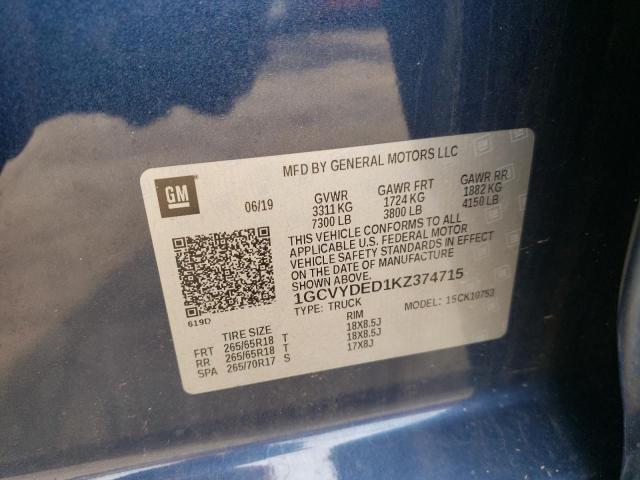 MFD BY GENERAL MOTORS LLC
GM
06/19
GVWR GAWR FRT GAWR RR
3311 KG 1724 KG 1882 KG
7300 LB 3800 LB 4150 LB
THIS VEHICLE CONFORMS TO ALL
APPLICABLE U.S. FEDERAL MOTOR
VEHICLE SAFETY STANDARDS IN EFFECT
ON THE DATE OF MANUFACTURE
SHOWN ABOVE.
1GCVYDED1KZ374715
TYPE: TRUCK MODEL: 15CK10753
619D
TIRE SIZE RIM
FRT 265/65R18 T 18X8.5J
RR 265/65R18 T 18X8.5J
SPA 265/70R17 S 17X8J